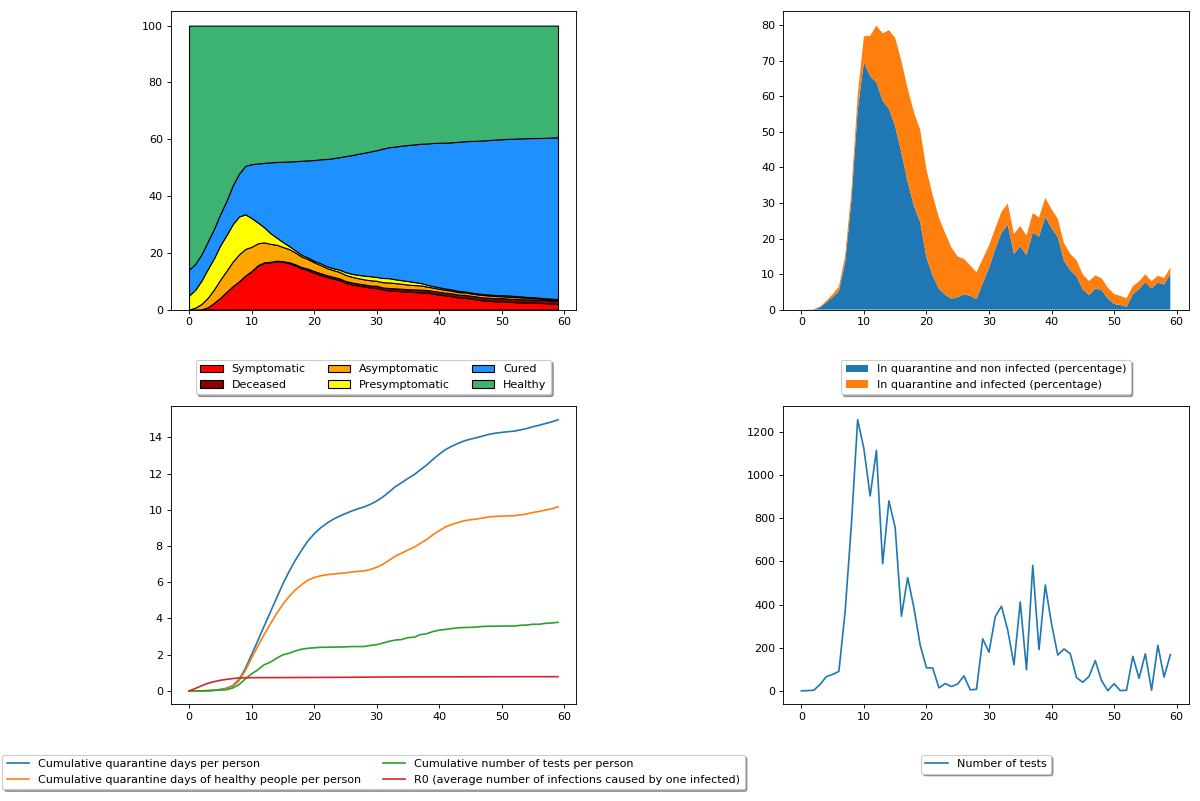 100
80
60
40
20
0
0 10 20 30 40 50 60
Symptomatic Asymptomatic Cured
Deceased Presymptomatic Healthy
80
70
60
50
40
30
20
10
0
0 10 20 30 40 50 60
In quarantine and non infected (percentage)
In quarantine and infected (percentage)
14
12
10
8
6
4
2
0
0 10 20 30 40 50 60
Cumulative quarantine days per person Cumulative number of tests per person
Cumulative quarantine days of healthy people per person R0 (average number of infections caused by one infected)
1200
1000
800
600
400
200
0
0 10 20 30 40 50 60
Number of tests